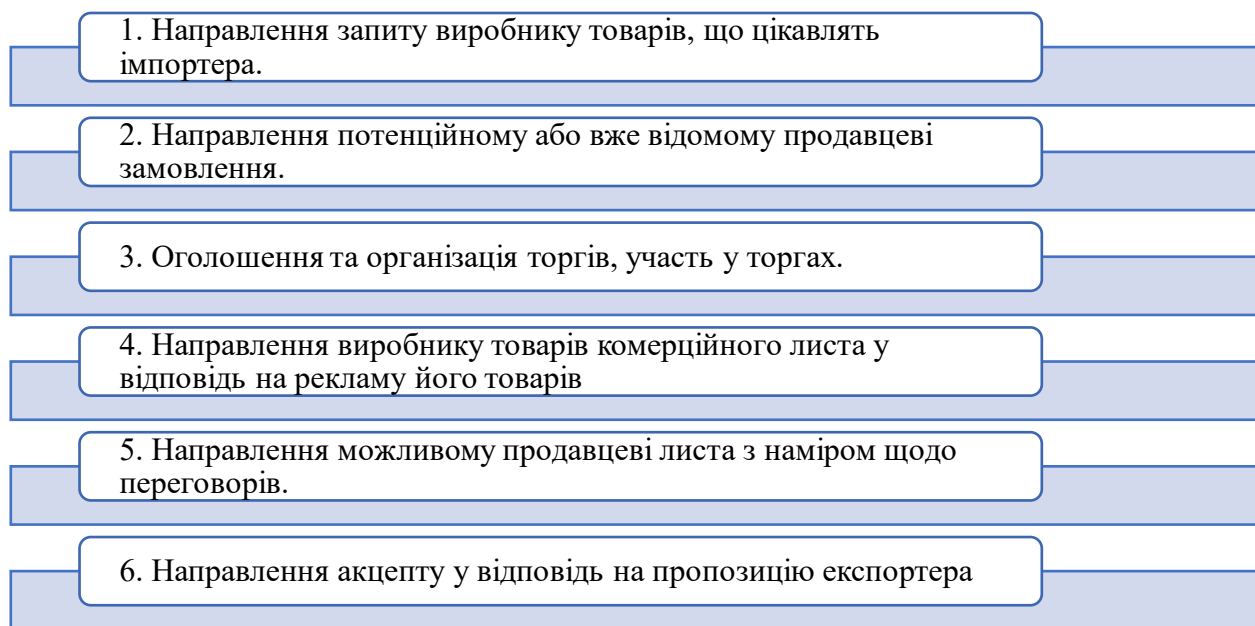 1. Направлення запиту виробнику товарів, що цікавлять
імпортера.
2. Направлення потенційному або вже відомому продавцеві
замовлення.
3. Оголошення та організація торгів, участь у торгах.
4. Направлення виробнику товарів комерційного листа у
відповідь на рекламу його товарів
5. Направлення можливому продавцеві листа з наміром щодо
переговорів.
6. Направлення акцепту у відповідь на пропозицію експортера